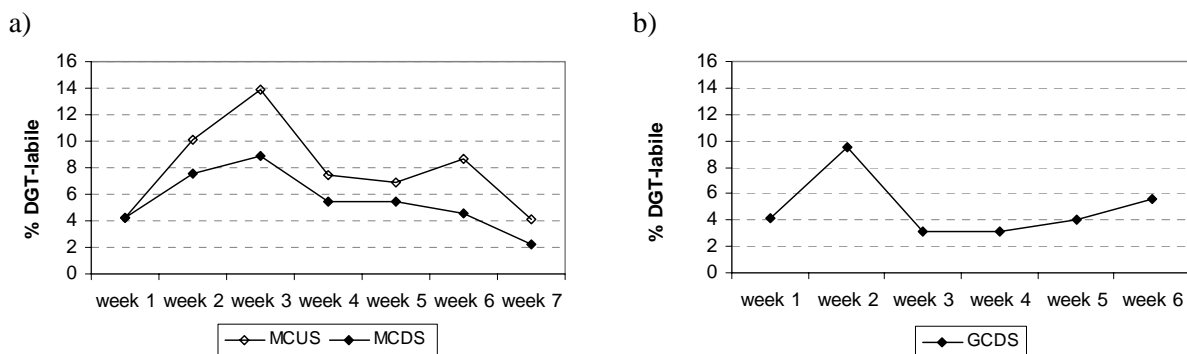 a)
16
14
12
10
8
6
4
2
0
% DGT-labile
week 1 week 2 week 3 week 4 week 5 week 6 week 7
MCUS MCDS
b)
16
14
12
10
8
6
4
2
0
% DGT-labile
week 1 week 2 week 3 week 4 week 5 week 6
GCDS